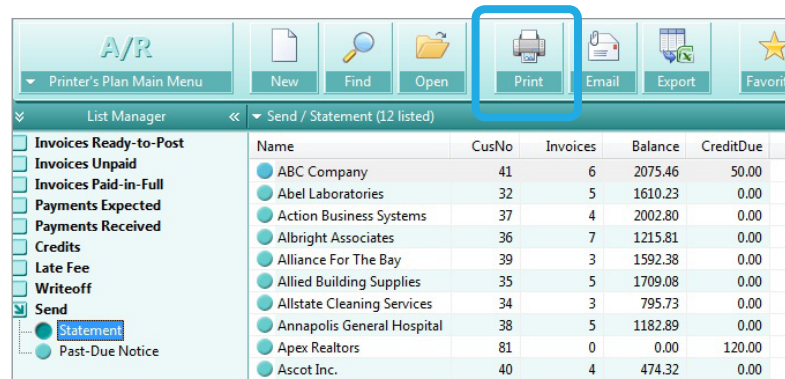 A/R
Printer's Plan Main Menu
New Find Open Print Email Export
List Manager
Send / Statement (12 listed)
Invoices Ready-to-Post
Invoices Unpaid
Invoices Paid-in-Full
Payments Expected
Payments Received
Credits
Late Fee
Writeoff
Send
Statement
Past-Due Notice
Name CusNo Invoices Balance CreditDue
ABC Company 41 6 2075.46 50.00
Abel Laboratories 32 5 1610.23 0.00
Action Business Systems 37 4 2002.80 0.00
Albright Associates 36 7 1215.81 0.00
Alliance For The Bay 39 3 1592.38 0.00
Allied Building Supplies 35 5 1709.08 0.00
Allstate Cleaning Services 34 3 795.73 0.00
Annapolis General Hospital 38 5 1182.89 0.00
Apex Realtors 81 0 0.00 120.00
Ascot Inc. 40 4 474.32 0.00